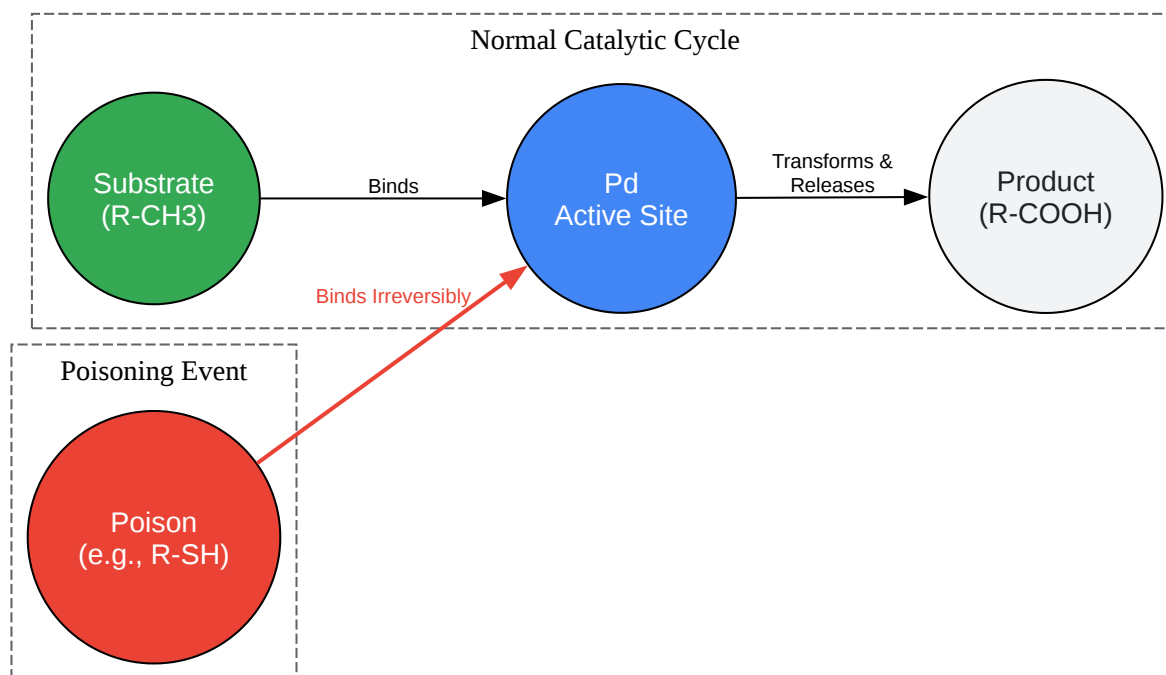 Normal Catalytic Cycle
Substrate
(R-CH3)
Binds
Pd
Active Site
Transforms &
Releases
Product
(R-COOH)
Binds Irreversibly
Poisoning Event
Poison
(e.g., R-SH)